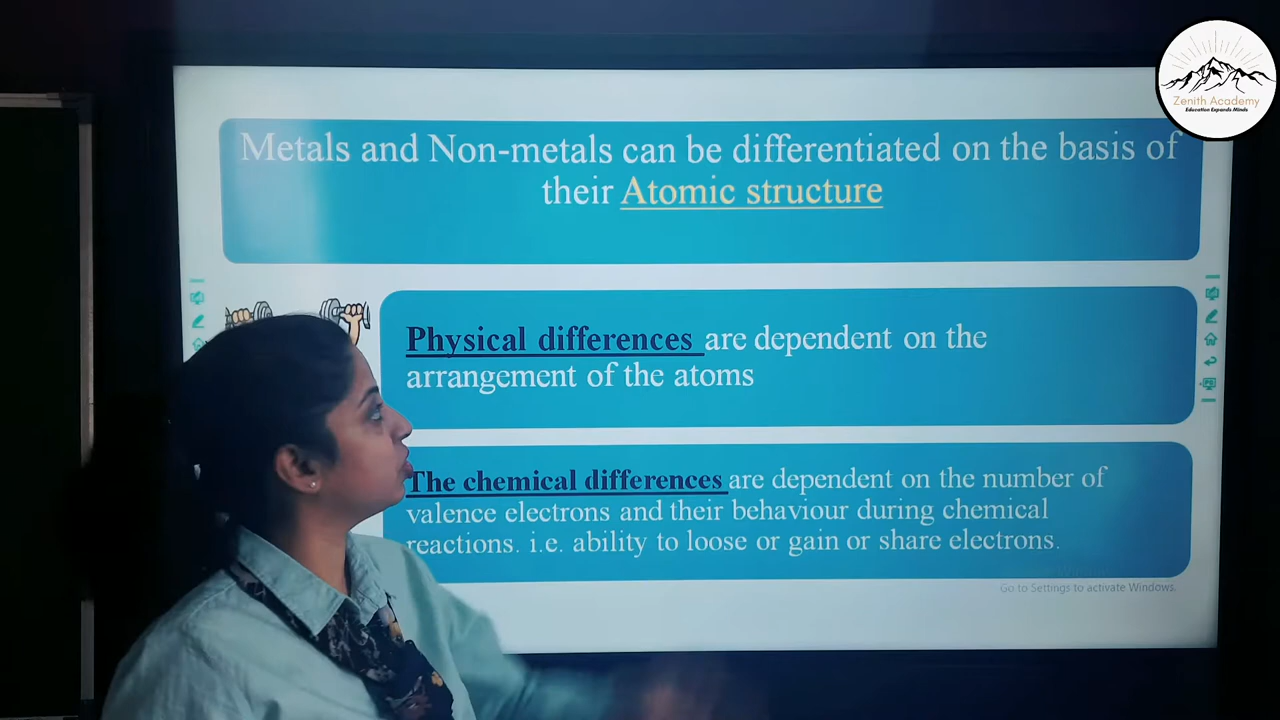 Zenith Academy
Education Expands Minds
Metals and Non-metals can be differentiated on the basis of
their Atomic structure
Physical differences are dependent on the
arrangement of the atoms
The chemical differences are dependent on the number of
valence electrons and their behaviour during chemical
reactions. i.e. ability to loose or gain or share electrons.
Go to Settings to activate Windows.